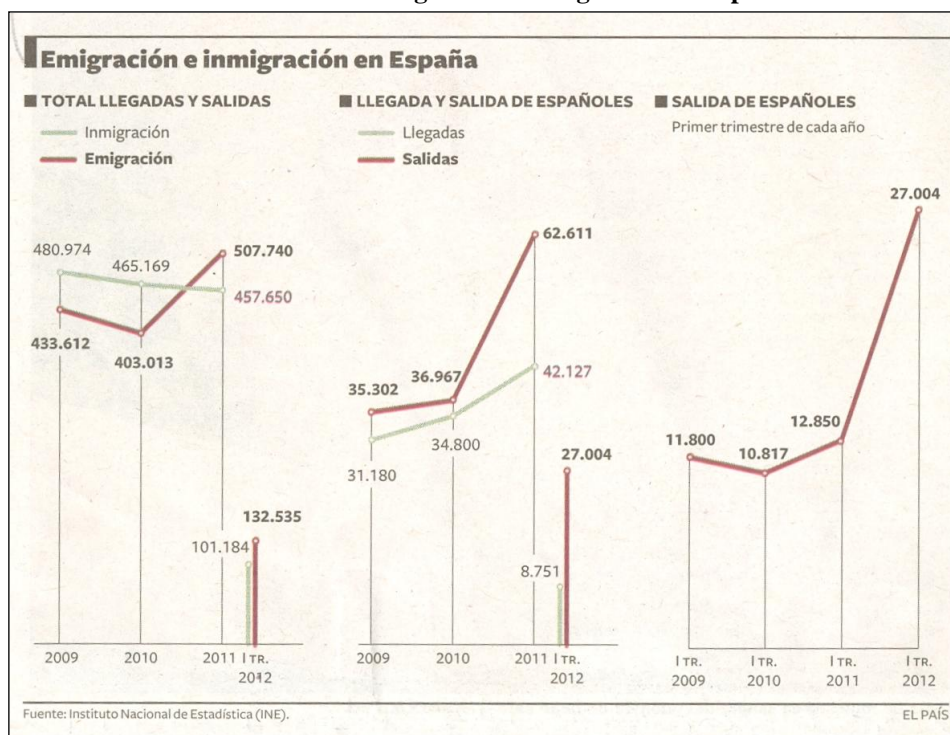 Emigración e inmigración en España
TOTAL LLEGADAS Y SALIDAS
Inmigración
Emigración
480.974
465.169
507.740
457.650
433.612
403.013
132.535
101.184
2009 2010 2011 I TR.
2012
LLEGADA Y SALIDA DE ESPAÑOLES
Llegadas
Salidas
62.611
35.302
36.967
42.127
34.800
31.180
27.004
8.751
2009 2010 2011 I TR.
2012
SALIDA DE ESPAÑOLES
Primer trimestre de cada año
27.004
12.850
11.800
10.817
I TR. I TR. I TR. I TR.
2009 2010 2011 2012
Fuente: Instituto Nacional de Estadística (INE).
EL PAÍS